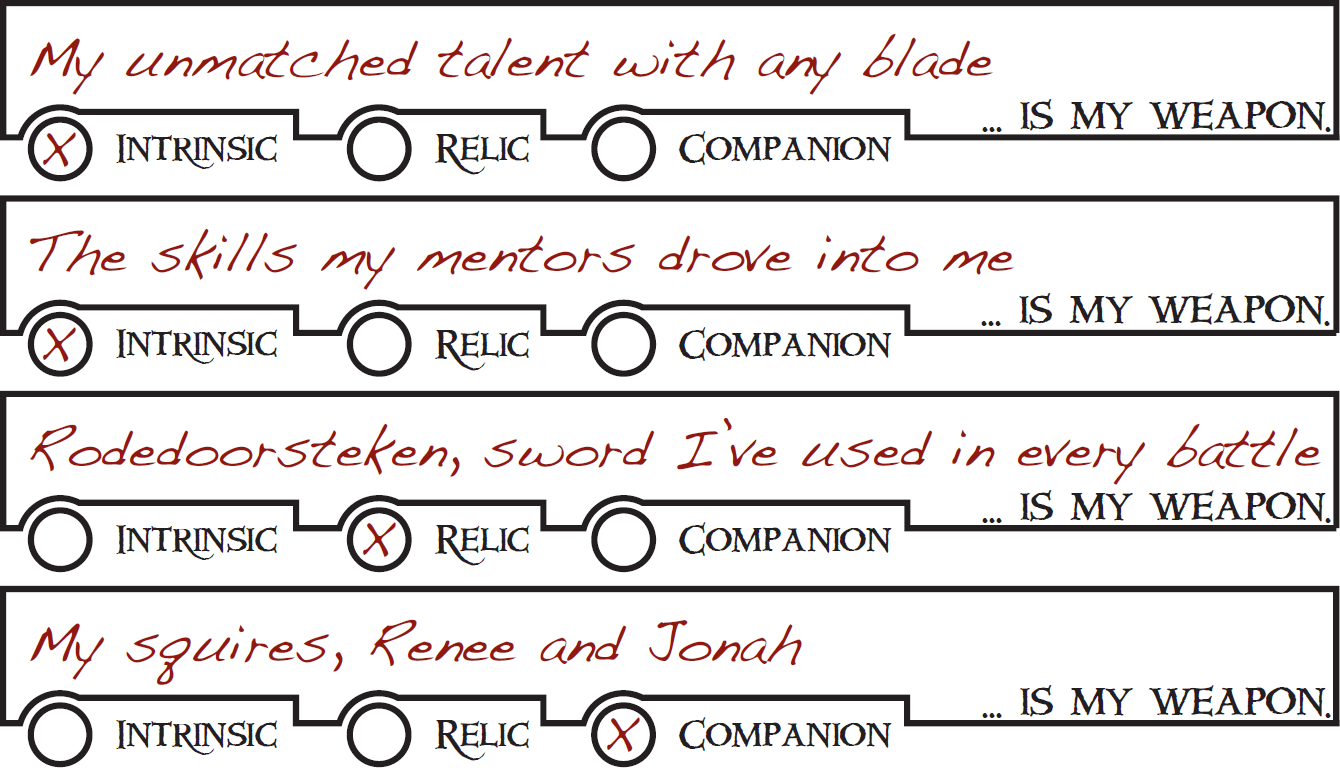 My unmatched talent with any blade
... IS MY WEAPON.
X INTRINSIC RELIC COMPANION
The skills my mentors drove into me
... IS MY WEAPON.
X INTRINSIC RELIC COMPANION
Rodedoorsteken, sword I've used in every battle
... IS MY WEAPON.
INTRINSIC X RELIC COMPANION
My squires, Renee and Jonah
... IS MY WEAPON.
INTRINSIC RELIC X COMPANION